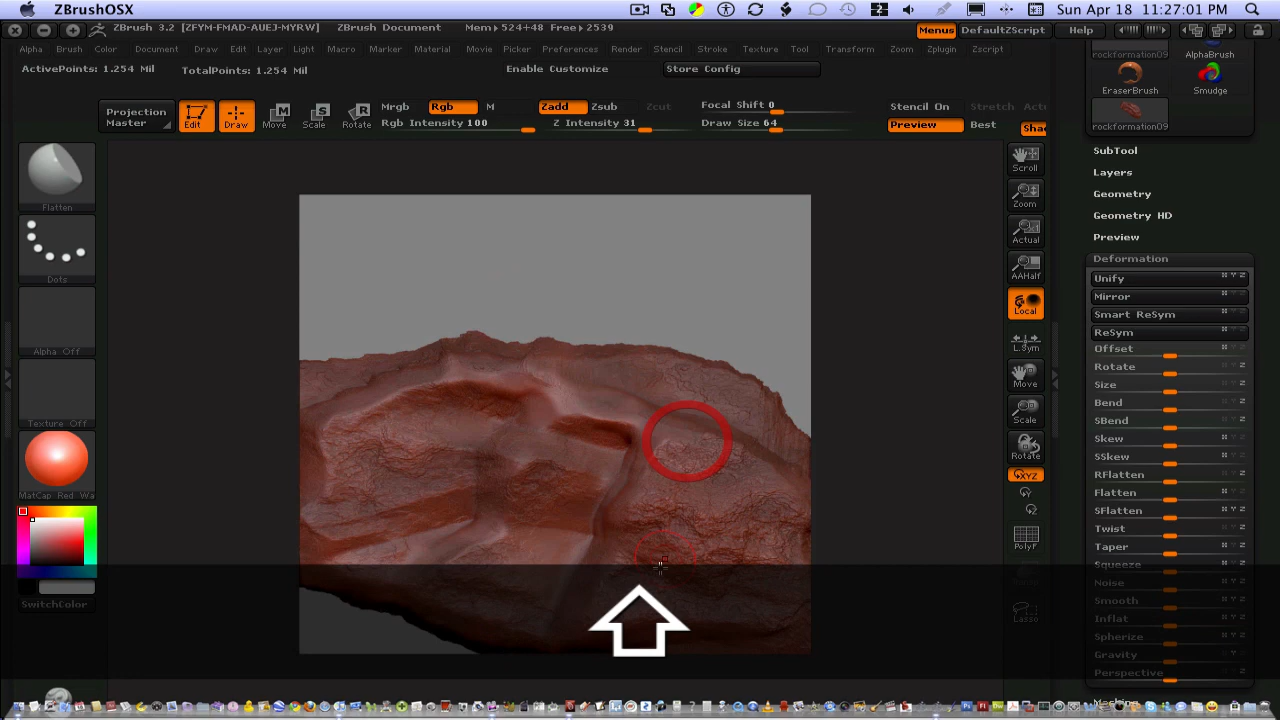 ZBrushOSX
Sun Apr 18 11:27:01 PM
ZBrush 3.2 [ZFYM-FMAD-AUEJ-MYRW] ZBrush Document Mem▸524+48 Free▸2539
Menus DefaultZScript Help
Alpha Brush Color Document Draw Edit Layer Light Macro Marker Material Movie Picker Preferences Render Stencil Stroke Texture Tool Transform Zoom Zplugin Zscript
ActivePoints: 1.254 Mil TotalPoints: 1.254 Mil
Enable Customize Store Config
Projection Master
Edit Draw Move Scale Rotate
Mrgb Rgb M
Rgb Intensity 100
Zadd Zsub Zcut
Z Intensity 31
Focal Shift 0
Draw Size 64
Stencil On Stretch Actu
Preview Best Shad
Flatten
Dots
Alpha Off
Texture Off
MatCap Red Wa
SwitchColor
Scroll
Zoom
Actual
AAHalf
Local
L.Sym
Move
Scale
Rotate
XYZ
Y
Z
PolyF
Lasso
rockformation09 AlphaBrush
EraserBrush Smudge
rockformation09
SubTool
Layers
Geometry
Geometry HD
Preview
Deformation
Unify X Y Z
Mirror X Y Z
Smart ReSym X Y Z
ReSym X Y Z
Offset X Y Z
Rotate X Y Z
Size X Y Z
Bend X Y Z
SBend X Y Z
Skew X Y Z
SSkew X Y Z
RFlatten X Y Z
Flatten X Y Z
SFlatten X Y Z
Twist X Y Z
Taper X Y Z
Squeeze X Y Z
Noise X Y Z
Smooth X Y Z
Inflat X Y Z
Spherize X Y Z
Gravity X Y Z
Perspective X Y Z